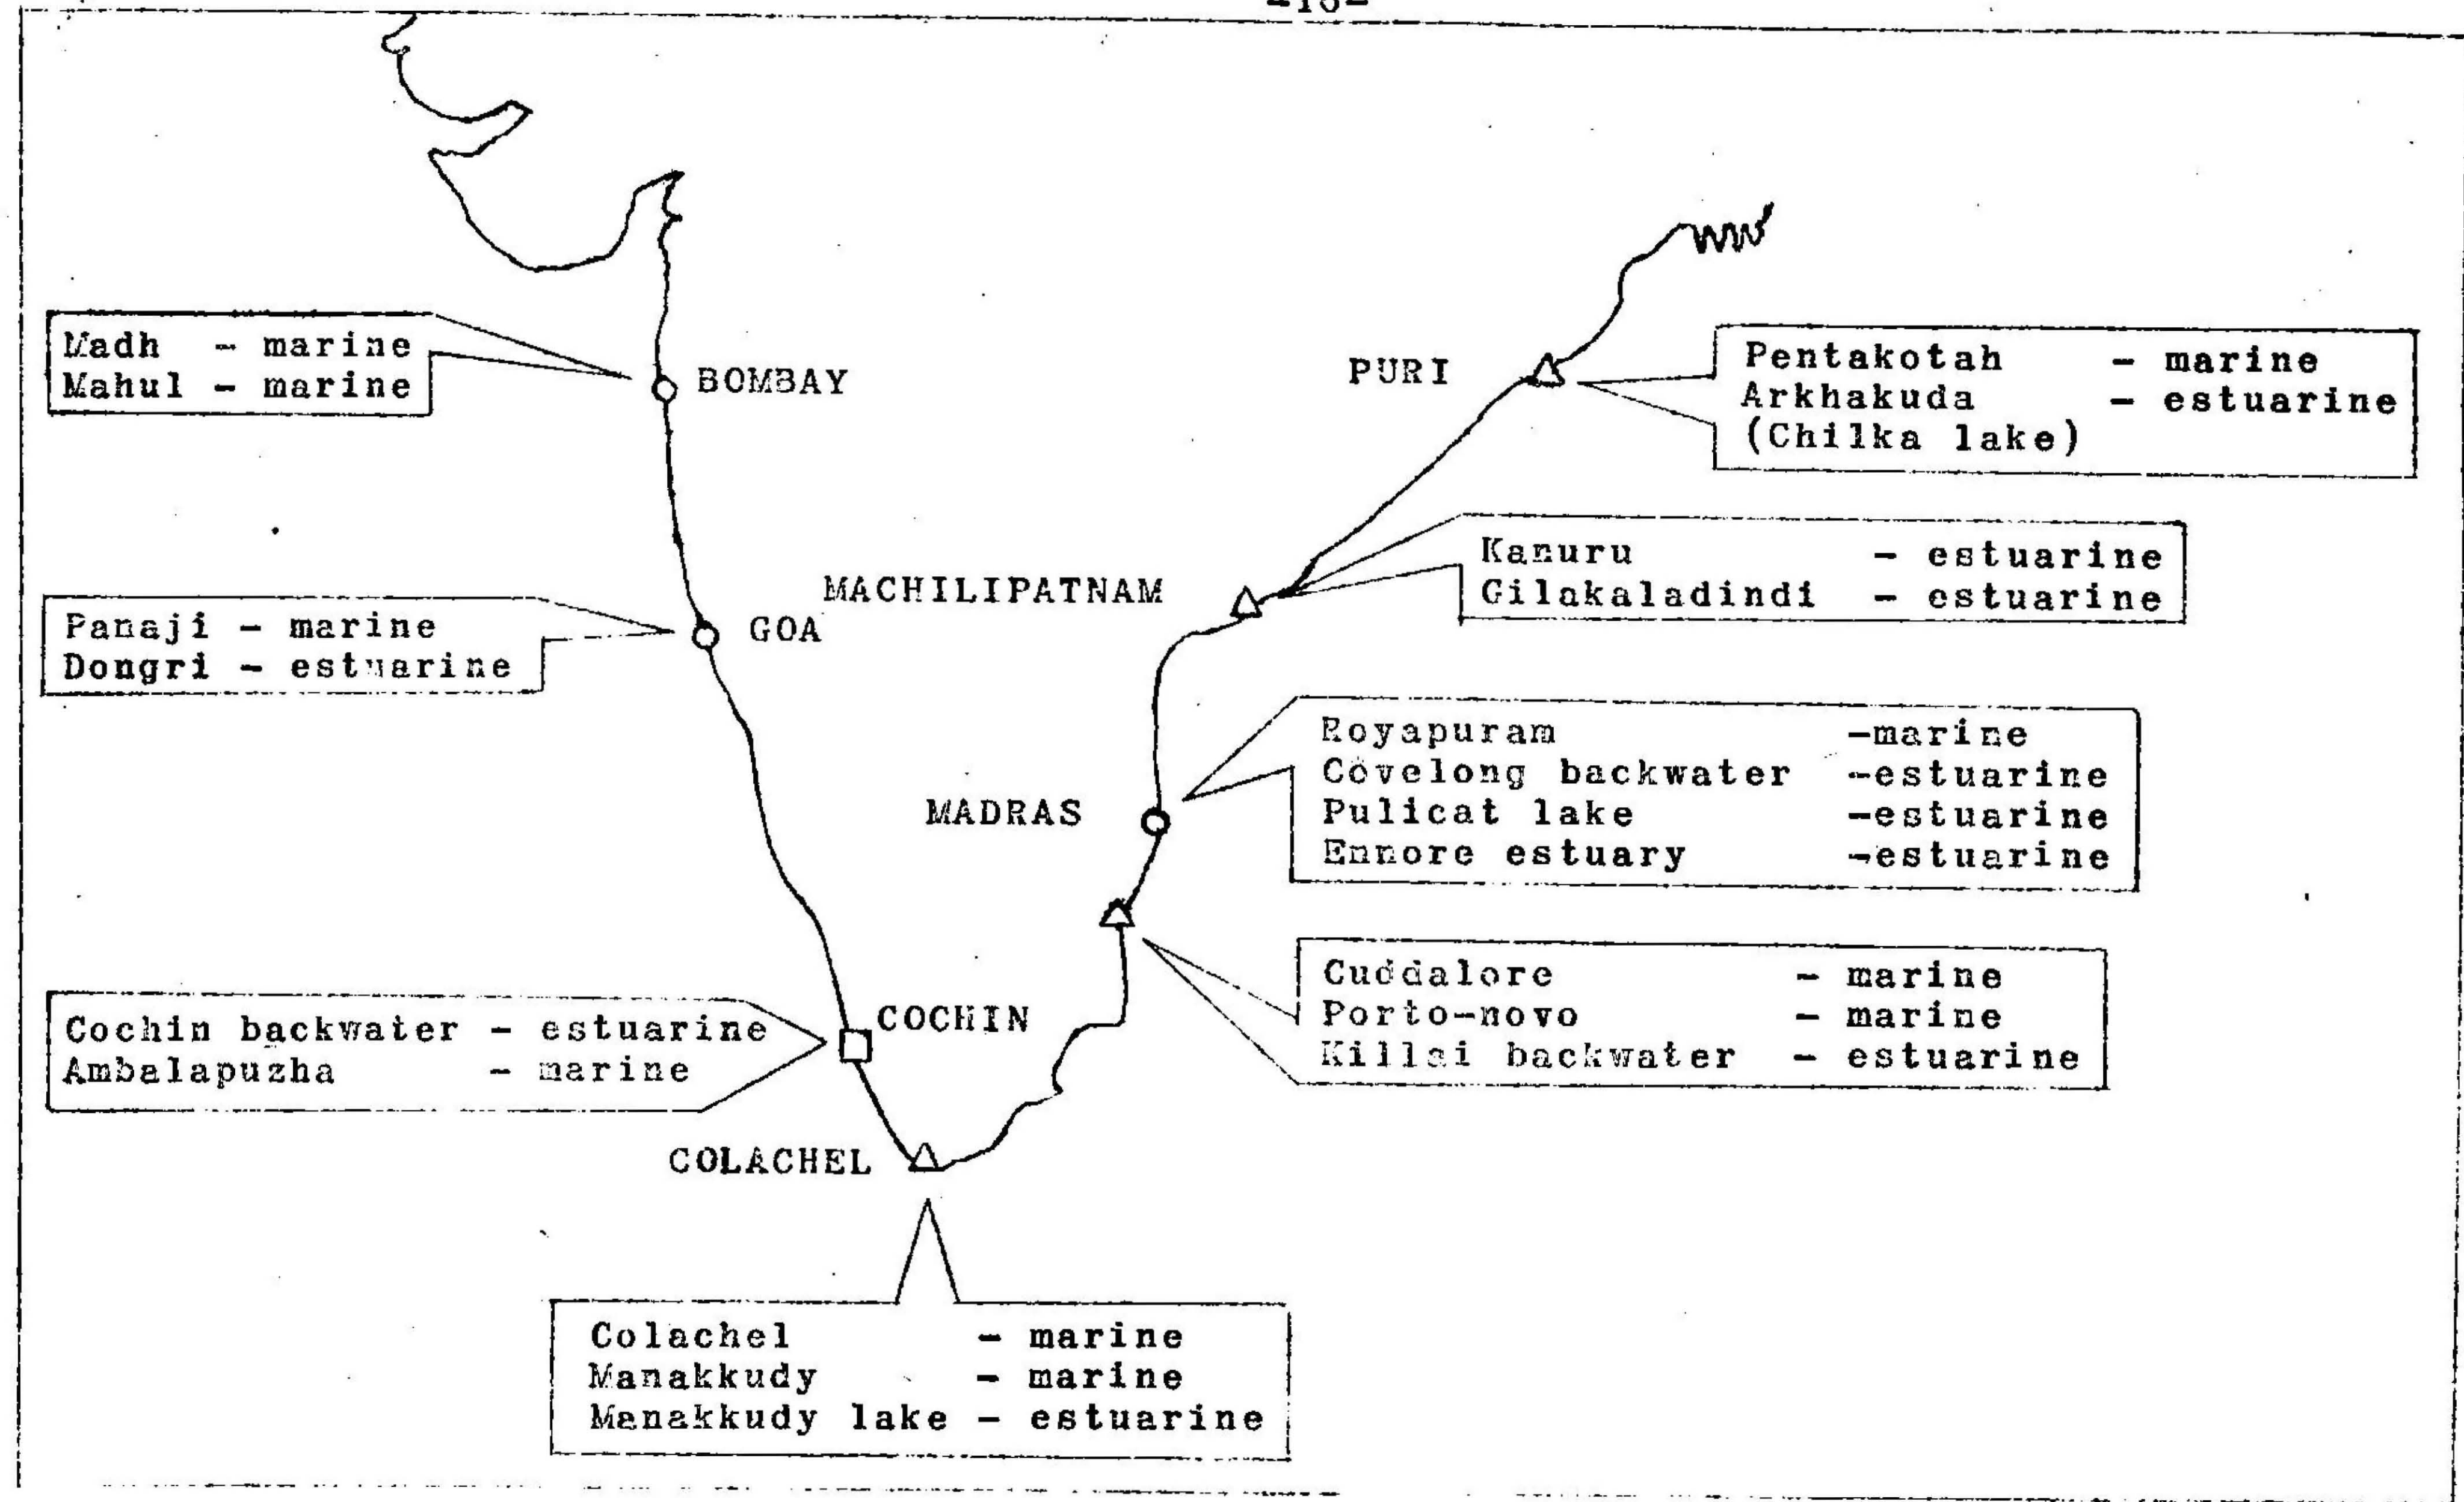 Madh - marine
Mahul - marine
BOMBAY
PURI
Pentakotah - marine
Arkhakuda - estuarine
(Chilka lake)
MACHILIPATNAM
Kanuru - estuarine
Gilakaladindi - estuarine
Panaji - marine
Dongri - estuarine
GOA
MADRAS
Royapuram -marine
Covelong backwater -estuarine
Pulicat lake -estuarine
Ennore estuary -estuarine
Cuddalore - marine
Porto-novo - marine
Killai backwater - estuarine
Cochin backwater - estuarine
Ambalapuzha - marine
COCHIN
COLACHEL
Colachel - marine
Manakkudy - marine
Manakkudy lake - estuarine